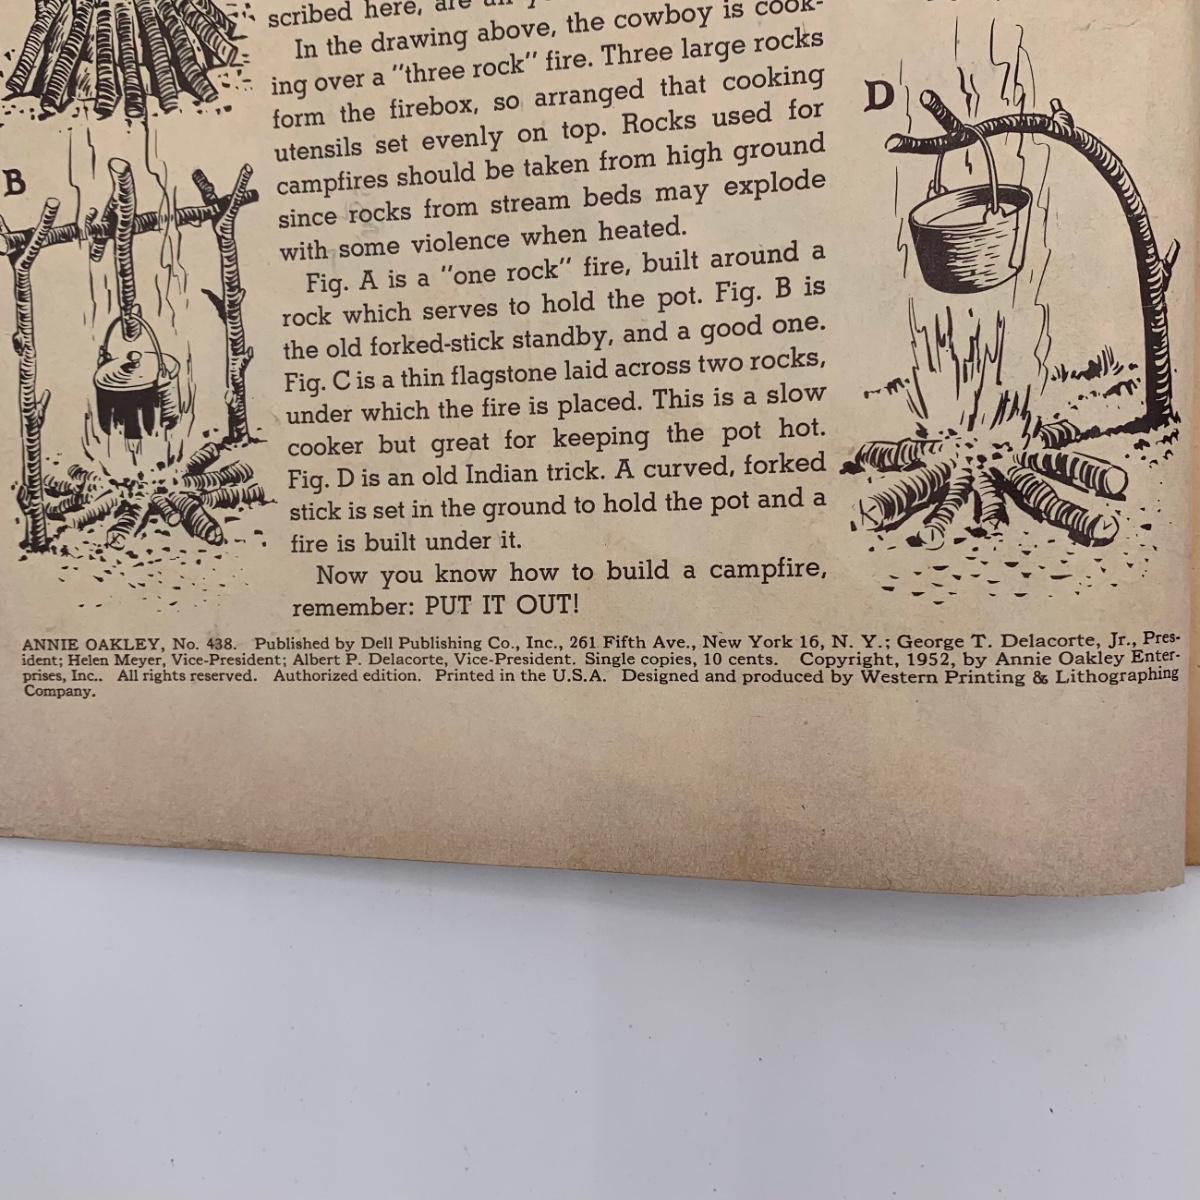 scribed here, are
In the drawing above, the cowboy is cook-
ing over a "three rock" fire. Three large rocks
form the firebox, so arranged that cooking
utensils set evenly on top. Rocks used for
campfires should be taken from high ground
since rocks from stream beds may explode
with some violence when heated.
Fig. A is a "one rock" fire, built around a
rock which serves to hold the pot. Fig. B is
the old forked-stick standby, and a good one.
Fig. C is a thin flagstone laid across two rocks,
under which the fire is placed. This is a slow
cooker but great for keeping the pot hot.
Fig. D is an old Indian trick. A curved, forked
stick is set in the ground to hold the pot and a
fire is built under it.
Now you know how to build a campfire,
remember: PUT IT OUT!
B
D
ANNIE OAKLEY, No. 438. Published by Dell Publishing Co., Inc., 261 Fifth Ave., New York 16, N. Y.; George T. Delacorte, Jr., Pres-
ident; Helen Meyer, Vice-President; Albert P. Delacorte, Vice-President. Single copies, 10 cents. Copyright, 1952, by Annie Oakley Enter-
prises, Inc.. All rights reserved. Authorized edition. Printed in the U.S.A. Designed and produced by Western Printing & Lithographing
Company.